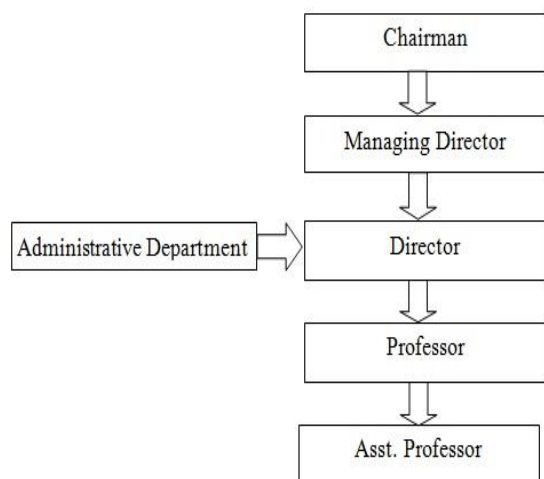 Chairman
Managing Director
Administrative Department
Director
Professor
Asst. Professor